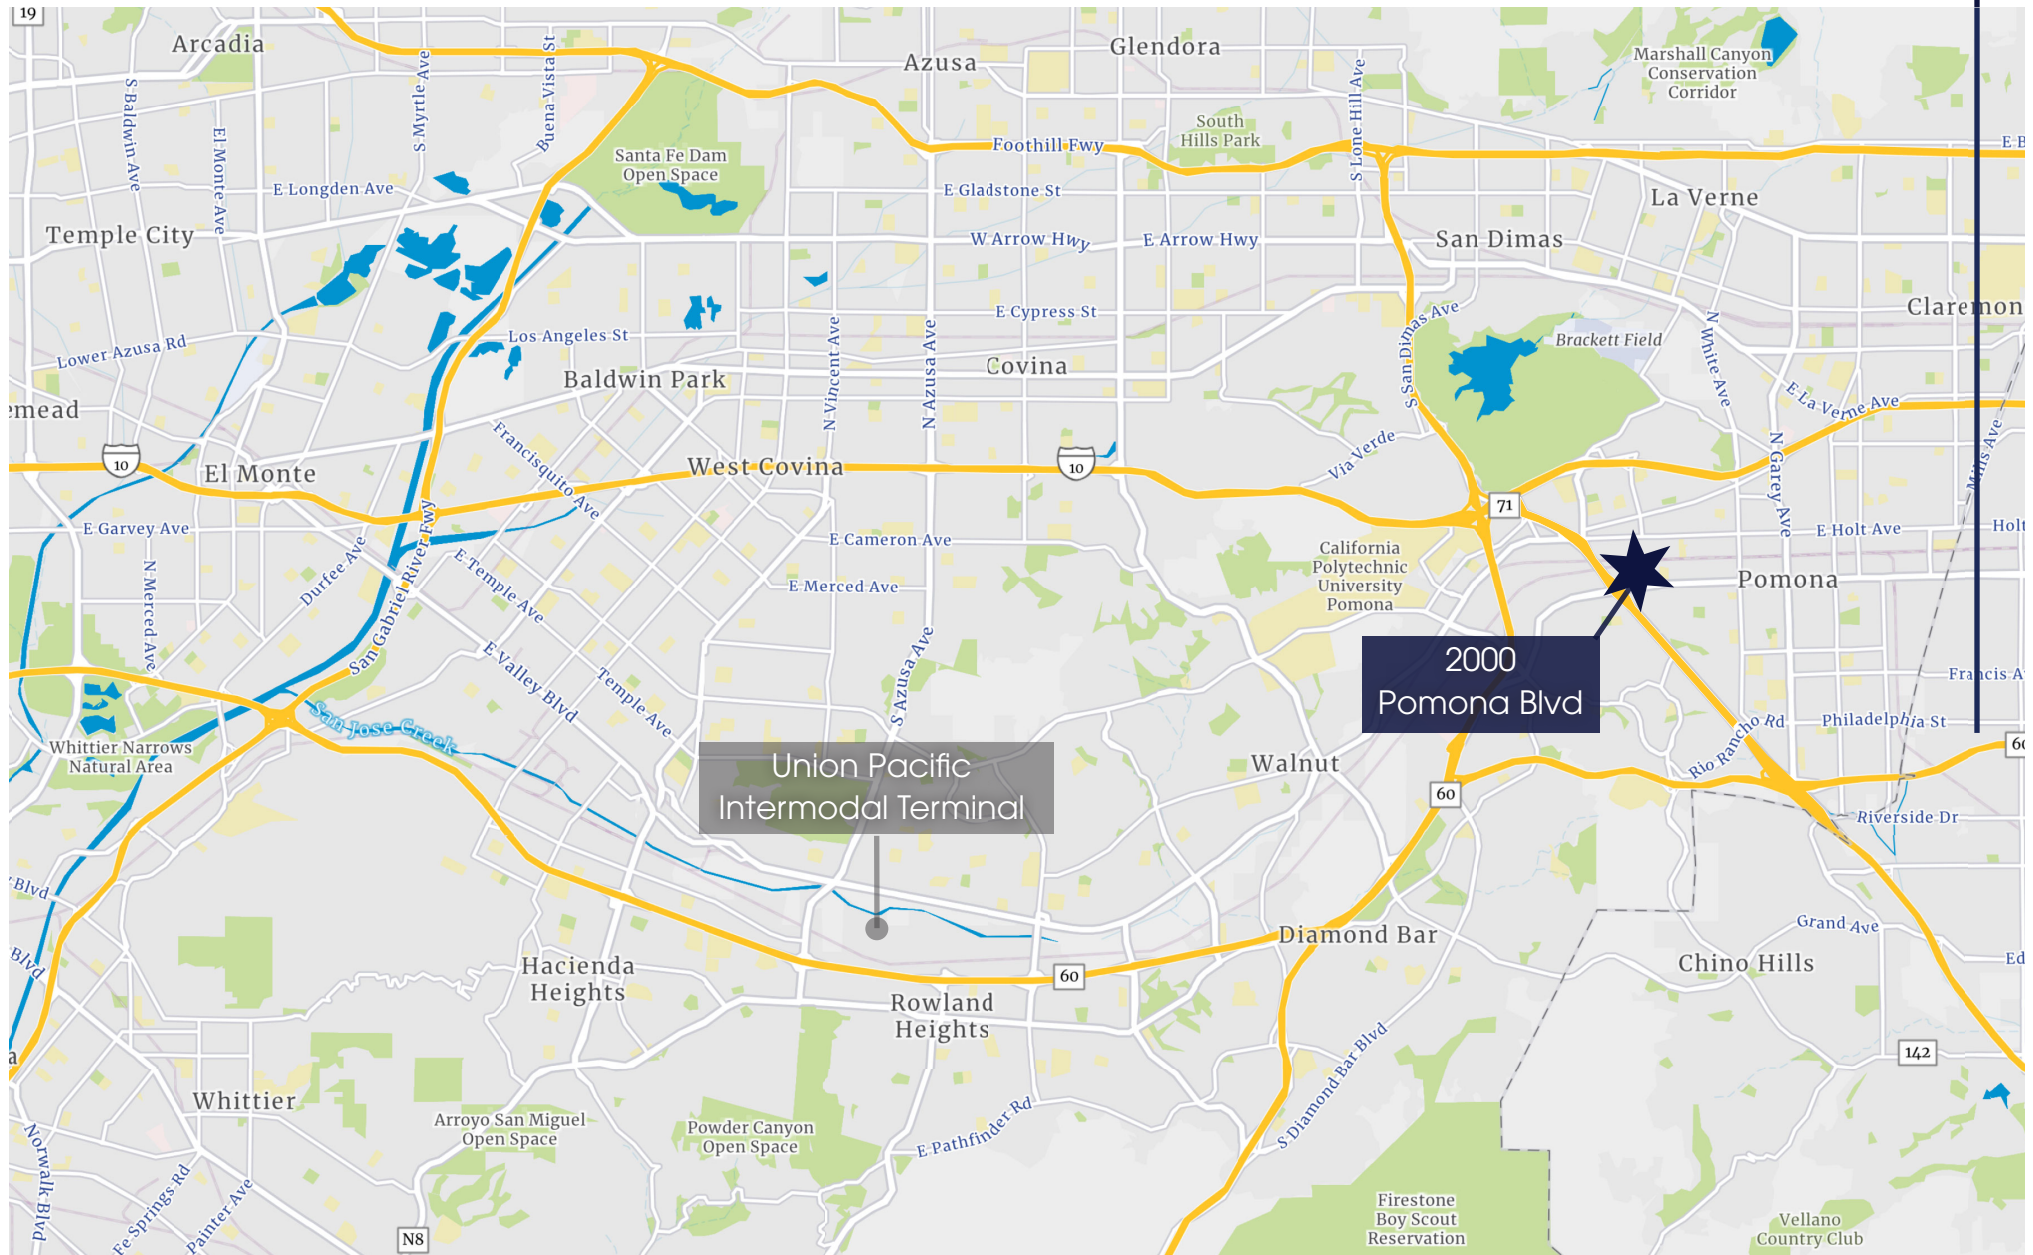 19
Arcadia
Glendora
Azusa
Marshall Canyon
Conservation
Corridor
S Baldwin Ave
El Monte Ave
S Myrtle Ave
Buena Vista St
S Lone Hill Ave
South
Hills Park
Foothill Fwy
Santa Fe Dam
Open Space
E Longden Ave
E Gladstone St
La Verne
Temple City
W Arrow Hwy
E Arrow Hwy
San Dimas
E Cypress St
Claremon
Lower Azusa Rd
Los Angeles St
N Vincent Ave
N Azusa Ave
S San Dimas Ave
Brackett Field
N White Ave
Baldwin Park
Covina
emead
E La Verne Ave
10
El Monte
Francisquito Ave
West Covina
10
Via Verde
N Garey Ave
Mills Ave
71
E Garvey Ave
E Cameron Ave
E Holt Ave
Holt
California
Polytechnic
University
Pomona
N Merced Ave
Durfee Ave
San Gabriel River Fwy
E Temple Ave
E Merced Ave
Pomona
2000
Pomona Blvd
E Valley Blvd
Temple Ave
S Azusa Ave
Francis A
San Jose Creek
Rio Rancho Rd
Philadelphia St
Whittier Narrows
Natural Area
Union Pacific
Intermodal Terminal
Walnut
60
60
Riverside Dr
Blvd
Blvd
Diamond Bar
Grand Ave
Hacienda
Heights
60
Chino Hills
Ed
Rowland
Heights
a
142
S Diamond Bar Blvd
Whittier
Arroyo San Miguel
Open Space
Powder Canyon
Open Space
E Pathfinder Rd
Norwalk Blvd
Fe Springs Rd
Painter Ave
N8
Firestone
Boy Scout
Reservation
Vellano
Country Club